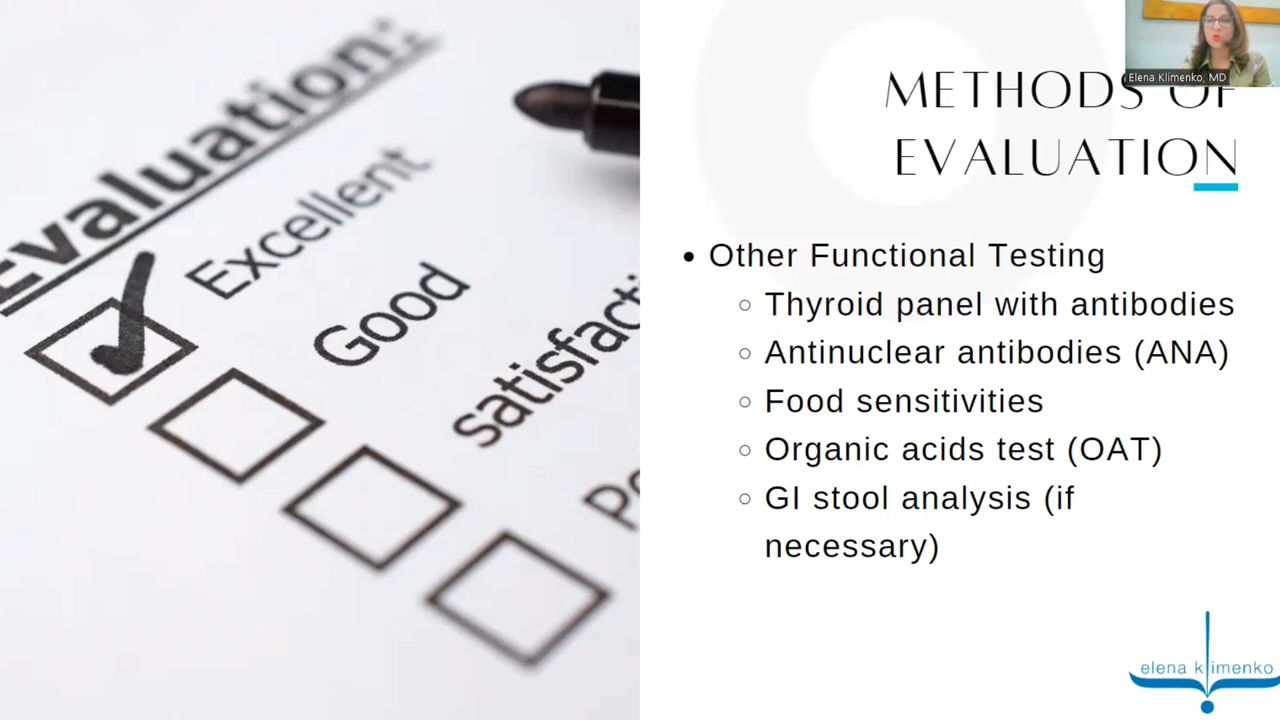 Evaluation:
Excellent
Good
Elena Klimenko, MD
METHODS OF
EVALUATION
• Other Functional Testing
○ Thyroid panel with antibodies
○ Antinuclear antibodies (ANA)
○ Food sensitivities
○ Organic acids test (OAT)
○ GI stool analysis (if
necessary)
elena klimenko